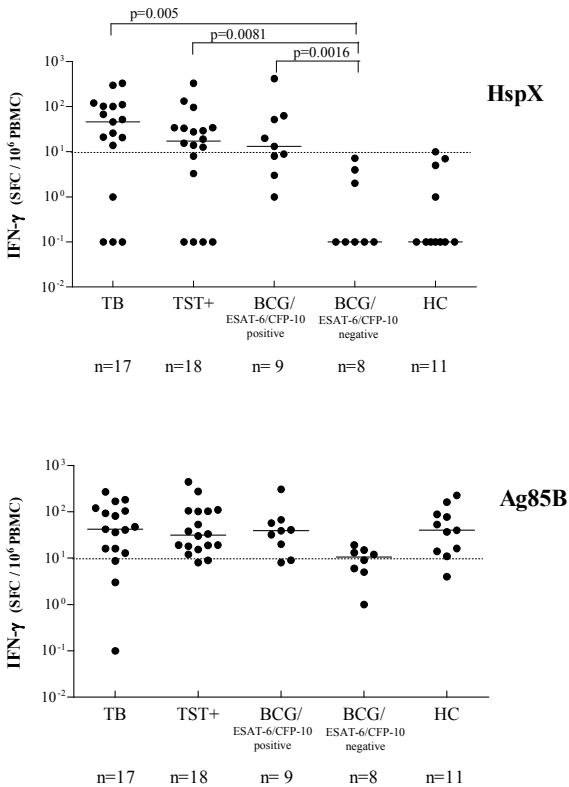 p=0.005
p=0.0081
p=0.0016
HspX
IFN-γ (SFC / 10⁶ PBMC)
10³
10²
10¹
10⁰
10⁻¹
10⁻²
TB TST+ BCG/ BCG/ HC
ESAT-6/CFP-10 ESAT-6/CFP-10
positive negative
n=17 n=18 n= 9 n=8 n=11
Ag85B
IFN-γ (SFC / 10⁶ PBMC)
10³
10²
10¹
10⁰
10⁻¹
10⁻²
TB TST+ BCG/ BCG/ HC
ESAT-6/CFP-10 ESAT-6/CFP-10
positive negative
n=17 n=18 n= 9 n=8 n=11